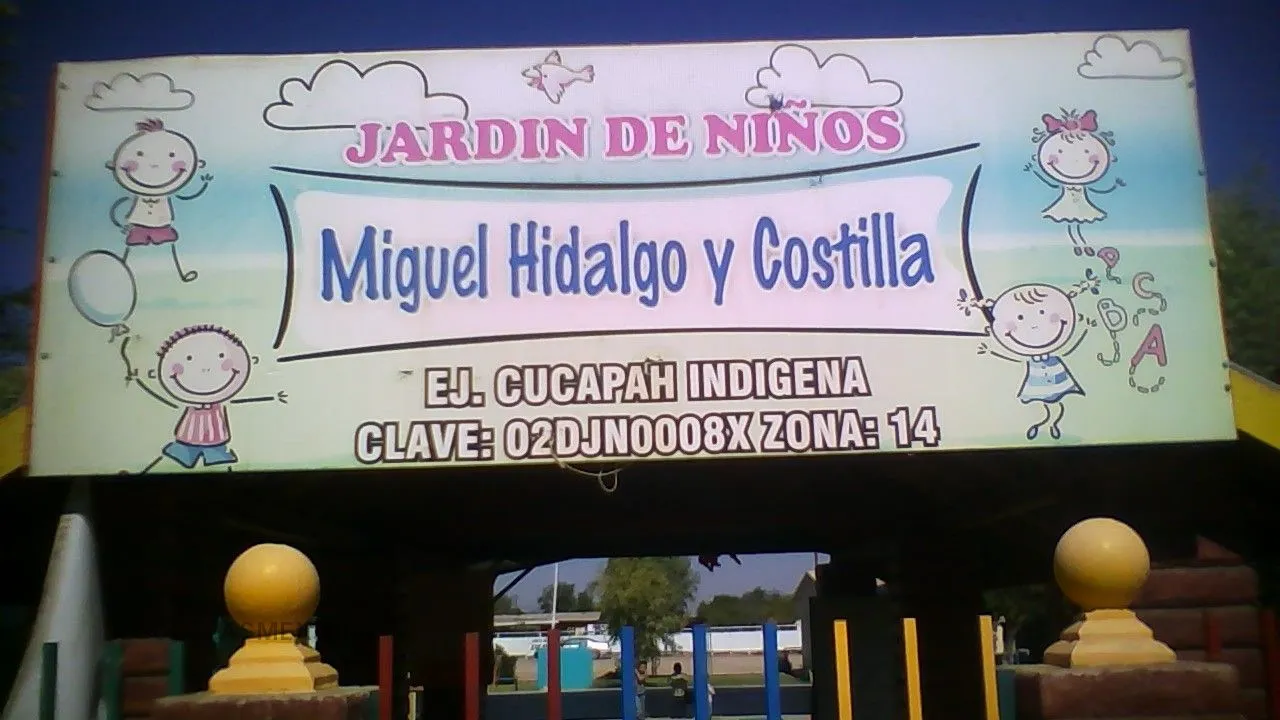 JARDIN DE NIÑOS
Miguel Hidalgo y Costilla
EJ. CUCAPAH INDIGENA
CLAVE: 02DJN0008X ZONA: 14